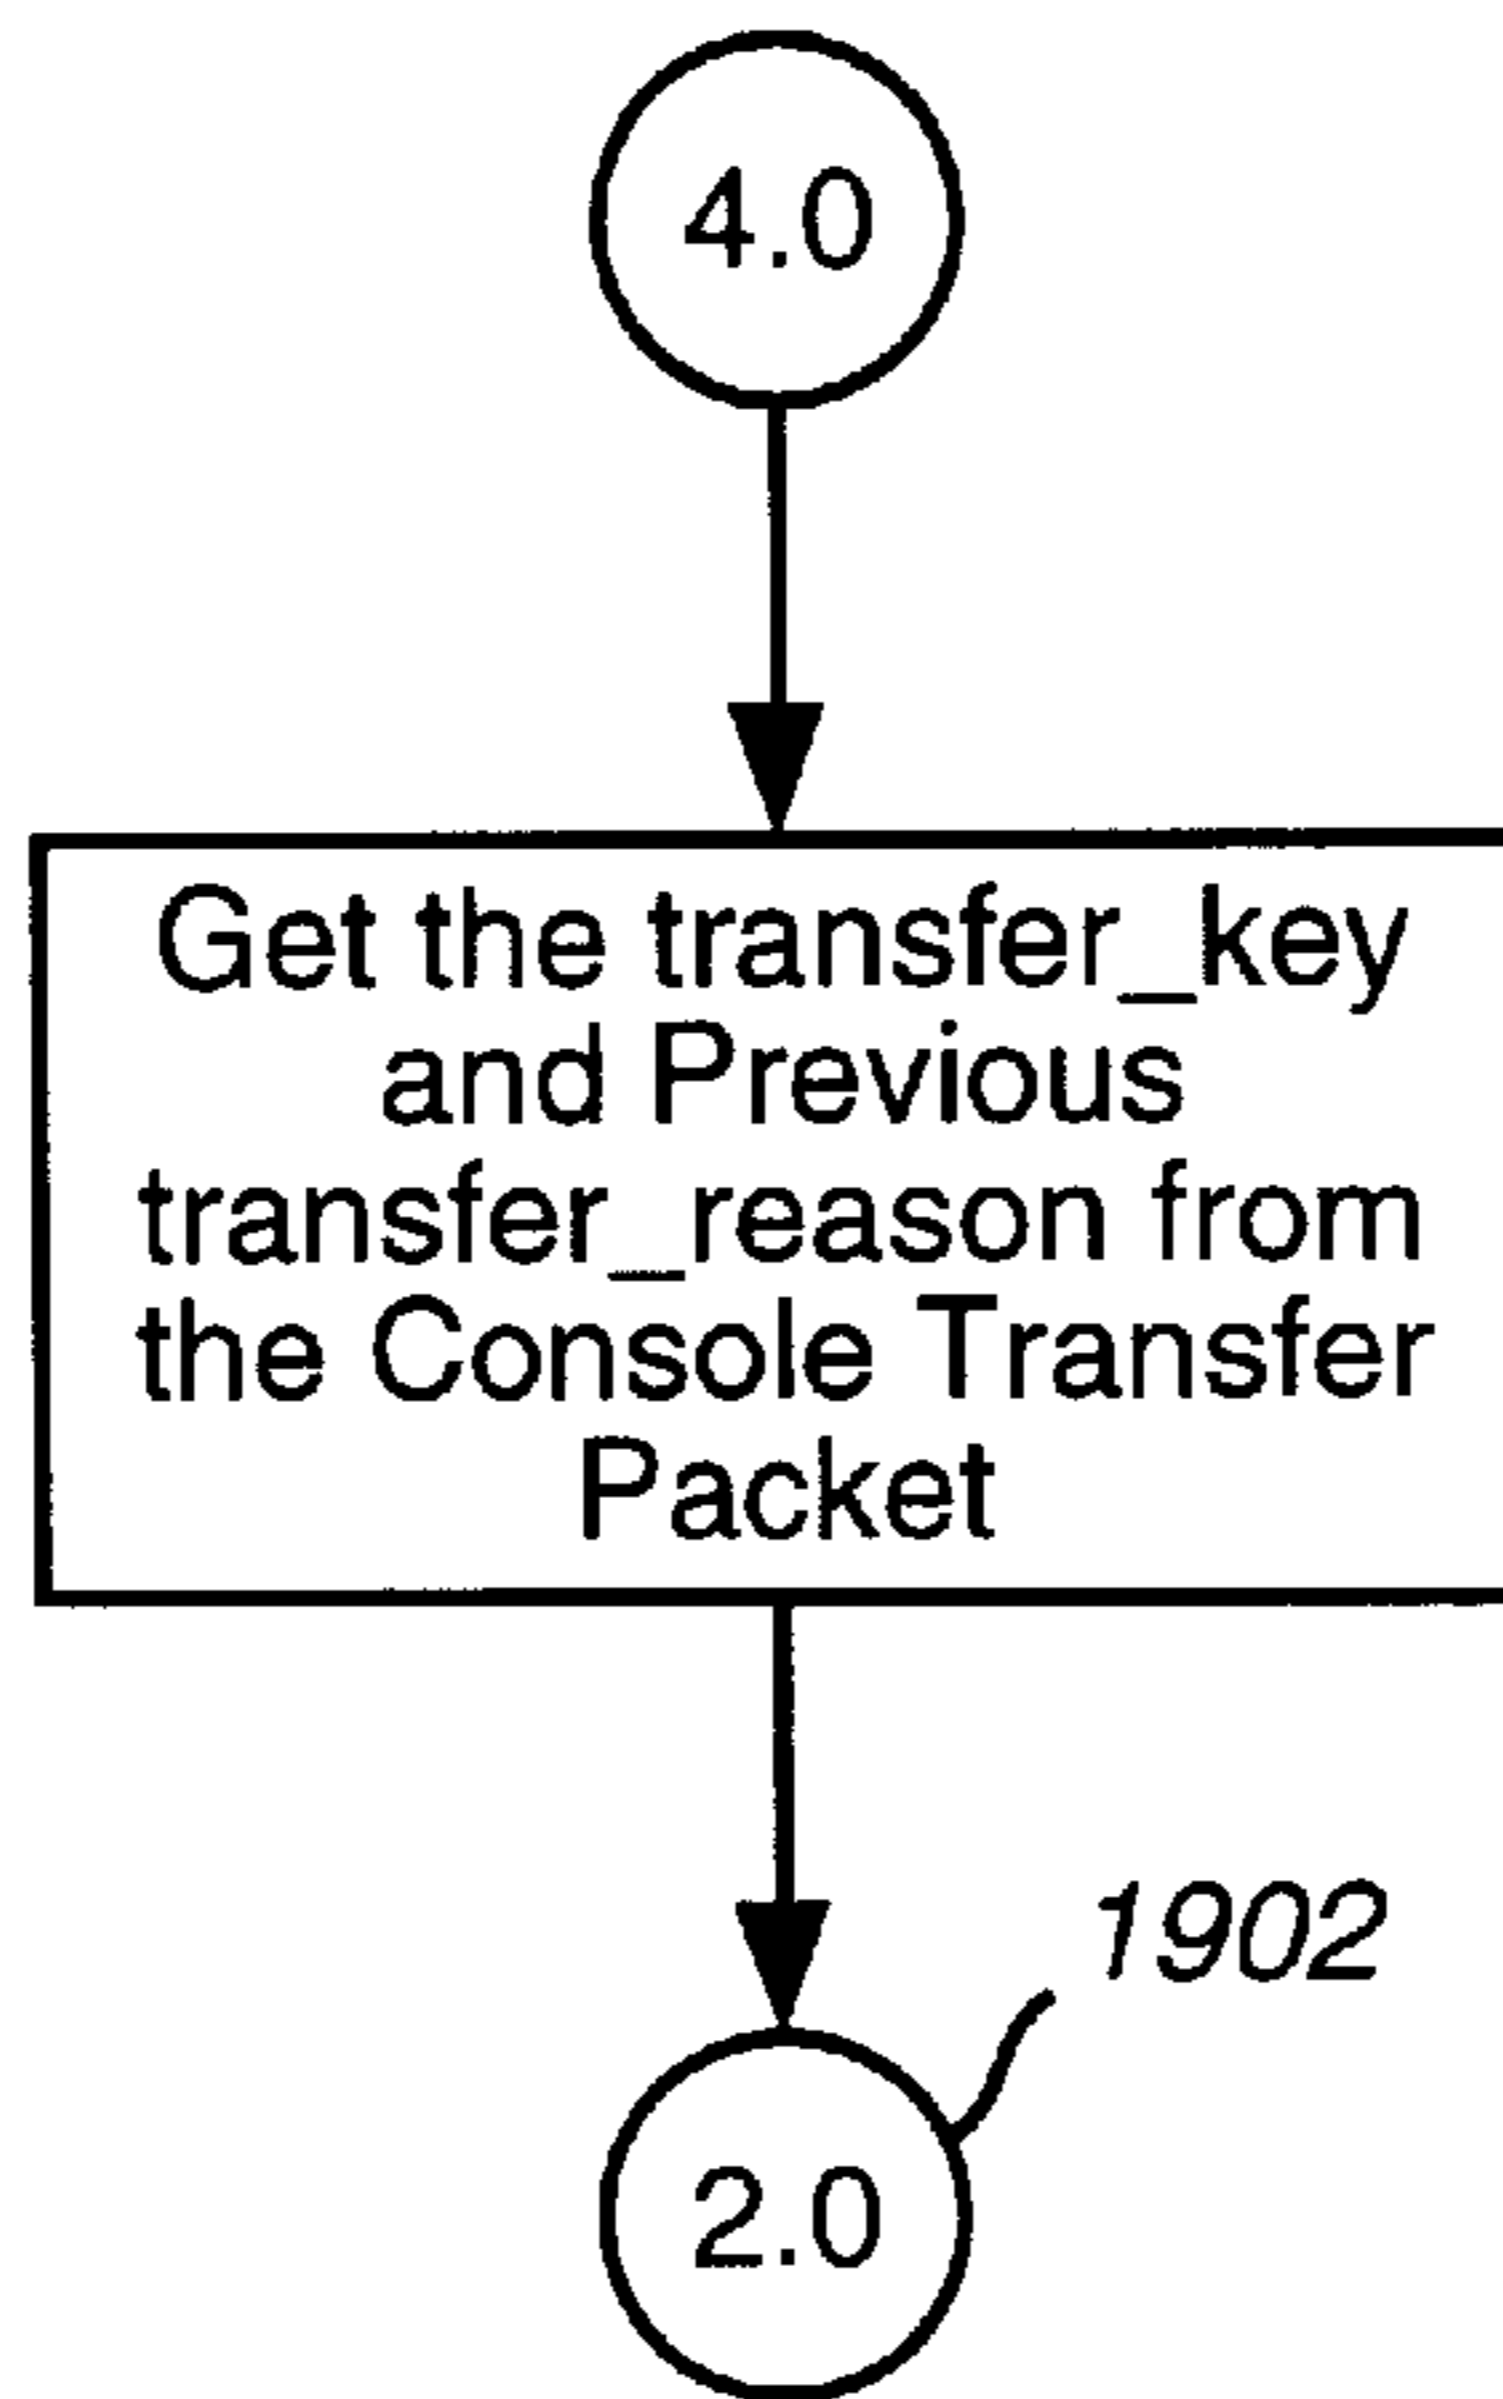 4.0
Get the transfer_key
and Previous
transfer_reason from
the Console Transfer
Packet
1902
2.0